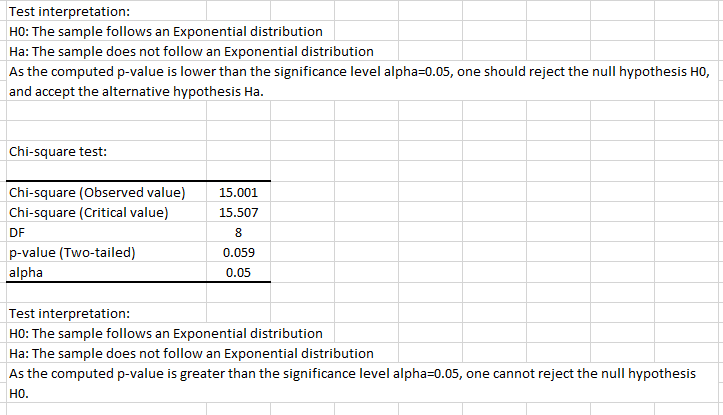 Test interpretation:
H0: The sample follows an Exponential distribution
Ha: The sample does not follow an Exponential distribution
As the computed p-value is lower than the significance level alpha=0.05, one should reject the null hypothesis H0,
and accept the alternative hypothesis Ha.
Chi-square test:
Chi-square (Observed value) 15.001
Chi-square (Critical value) 15.507
DF 8
p-value (Two-tailed) 0.059
alpha 0.05
Test interpretation:
H0: The sample follows an Exponential distribution
Ha: The sample does not follow an Exponential distribution
As the computed p-value is greater than the significance level alpha=0.05, one cannot reject the null hypothesis
H0.